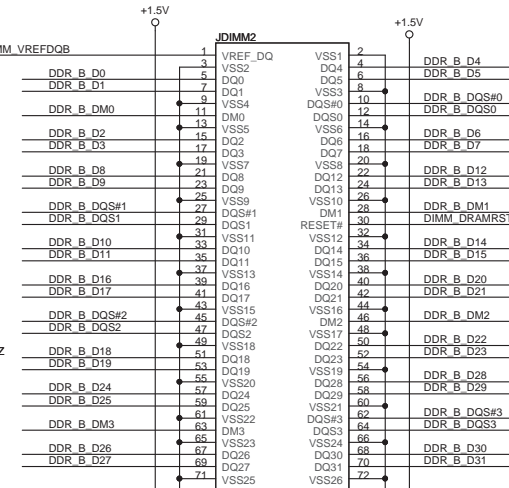 +1.5V
+1.5V
JDIMM2
MM_VREFDQB 1 VREF_DQ VSS1 2
3 VSS2 DQ4 4 DDR_B_D4
DDR_B_D0 5 DQ0 DQ5 6 DDR_B_D5
DDR_B_D1 7 DQ1 VSS3 8
9 VSS4 DQS#0 10 DDR_B_DQS#0
DDR_B_DM0 11 DM0 DQS0 12 DDR_B_DQS0
13 VSS5 VSS6 14
DDR_B_D2 15 DQ2 DQ6 16 DDR_B_D6
DDR_B_D3 17 DQ3 DQ7 18 DDR_B_D7
19 VSS7 VSS8 20
DDR_B_D8 21 DQ8 DQ12 22 DDR_B_D12
DDR_B_D9 23 DQ9 DQ13 24 DDR_B_D13
25 VSS9 VSS10 26
DDR_B_DQS#1 27 DQS#1 DM1 28 DDR_B_DM1
DDR_B_DQS1 29 DQS1 RESET# 30 DIMM_DRAMRST
31 VSS11 VSS12 32
DDR_B_D10 33 DQ10 DQ14 34 DDR_B_D14
DDR_B_D11 35 DQ11 DQ15 36 DDR_B_D15
37 VSS13 VSS14 38
DDR_B_D16 39 DQ16 DQ20 40 DDR_B_D20
DDR_B_D17 41 DQ17 DQ21 42 DDR_B_D21
43 VSS15 VSS16 44
DDR_B_DQS#2 45 DQS#2 DM2 46 DDR_B_DM2
DDR_B_DQS2 47 DQS2 VSS17 48
49 VSS18 DQ22 50 DDR_B_D22
z DDR_B_D18 51 DQ18 DQ23 52 DDR_B_D23
DDR_B_D19 53 DQ19 VSS19 54
55 VSS20 DQ28 56 DDR_B_D28
DDR_B_D24 57 DQ24 DQ29 58 DDR_B_D29
DDR_B_D25 59 DQ25 VSS21 60
61 VSS22 DQS#3 62 DDR_B_DQS#3
DDR_B_DM3 63 DM3 DQS3 64 DDR_B_DQS3
65 VSS23 VSS24 66
DDR_B_D26 67 DQ26 DQ30 68 DDR_B_D30
DDR_B_D27 69 DQ27 DQ31 70 DDR_B_D31
71 VSS25 VSS26 72